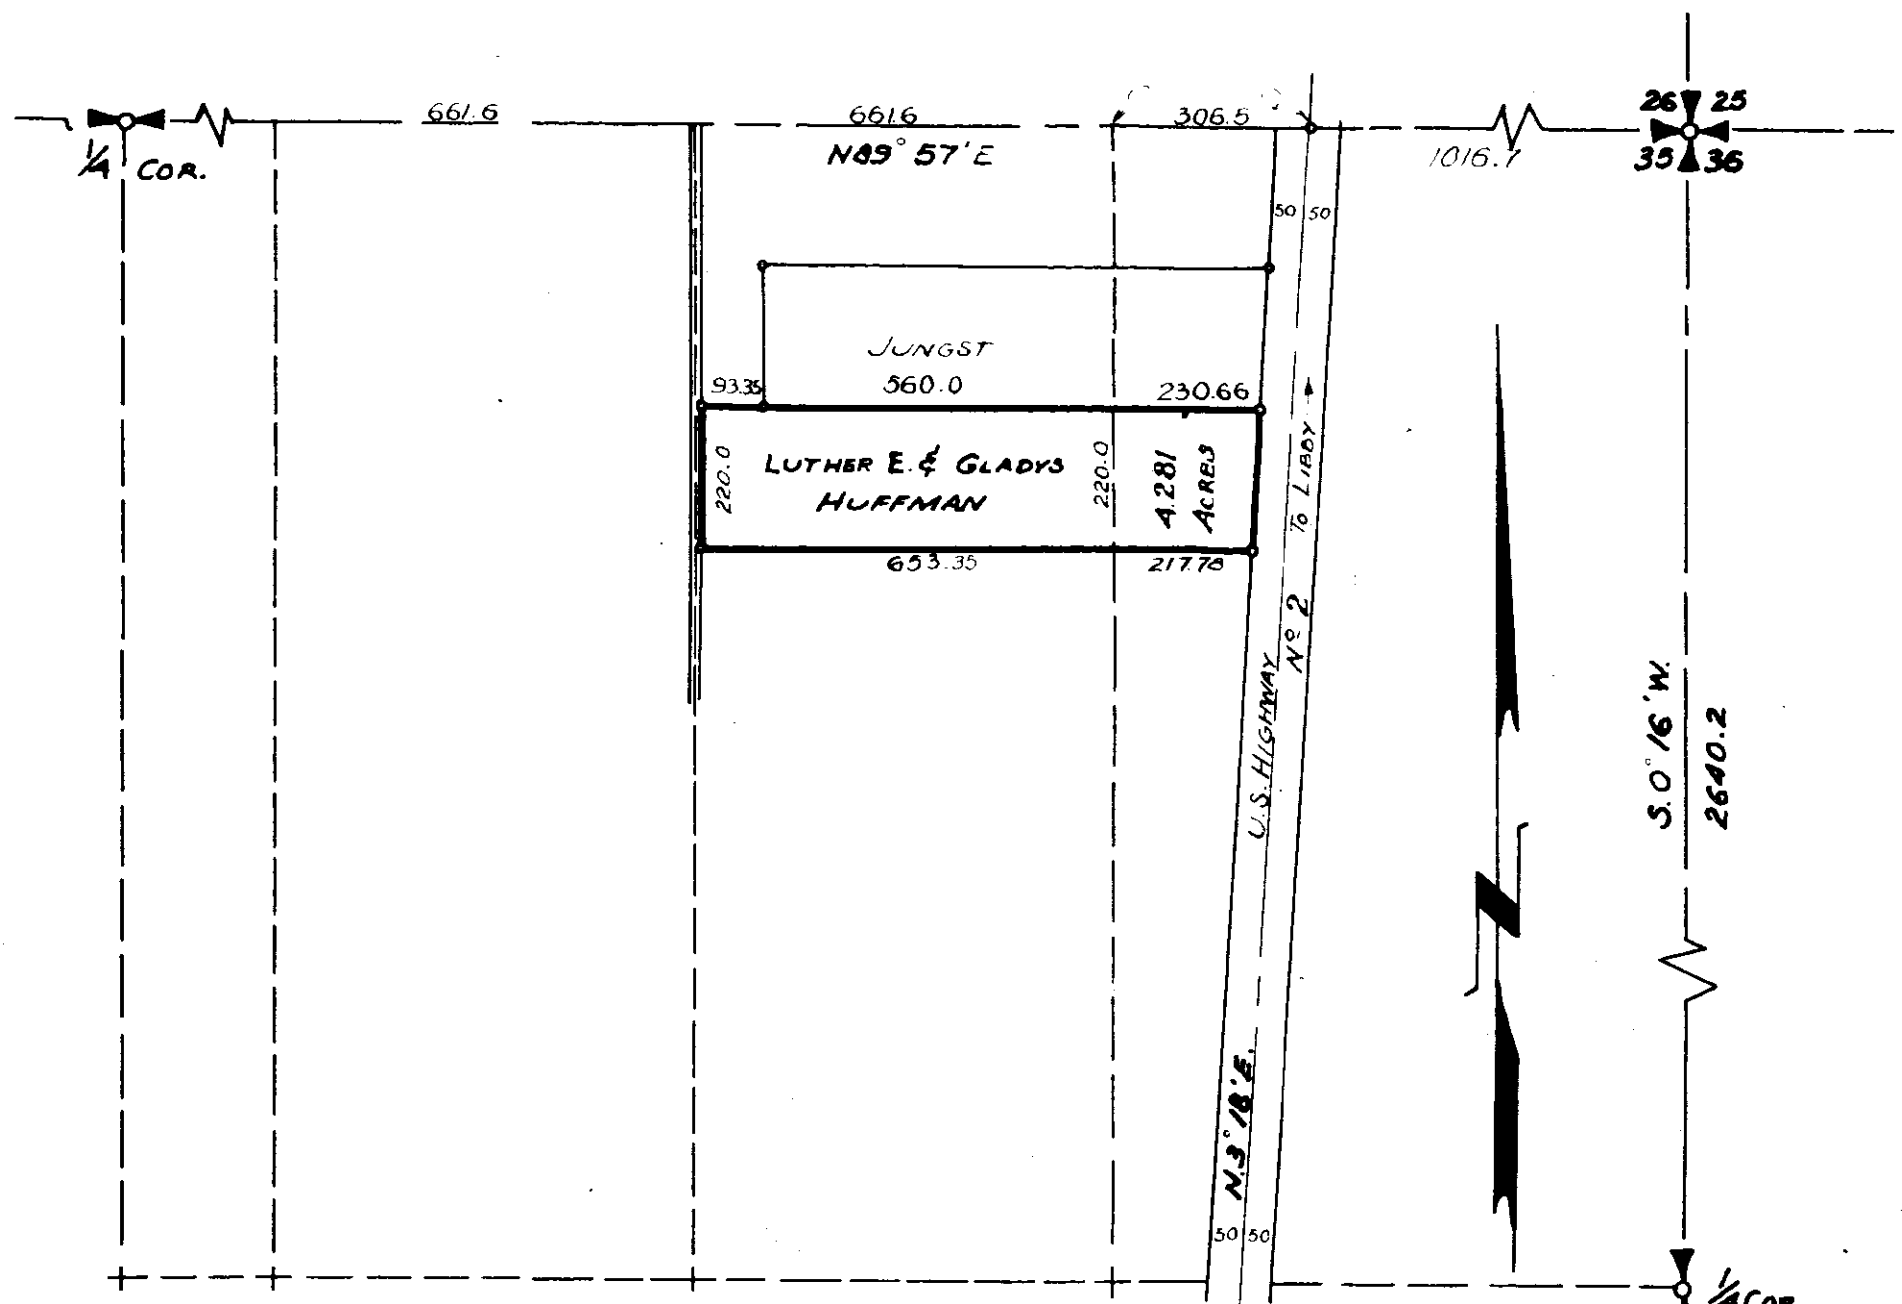 661.6
661.6
306.5
1016.7
26 25
35 36
N89° 57' E
1/4 COR.
50 50
JUNGST
93.35
560.0
230.66
220.0
LUTHER E. & GLADYS
HUFFMAN
220.0
4.281
ACRES
653.35
217.78
U.S. HIGHWAY
Nº 2
TO LIBBY
S.0°16'W.
2640.2
N
N.3°18'E.
50 50
1/4 COR